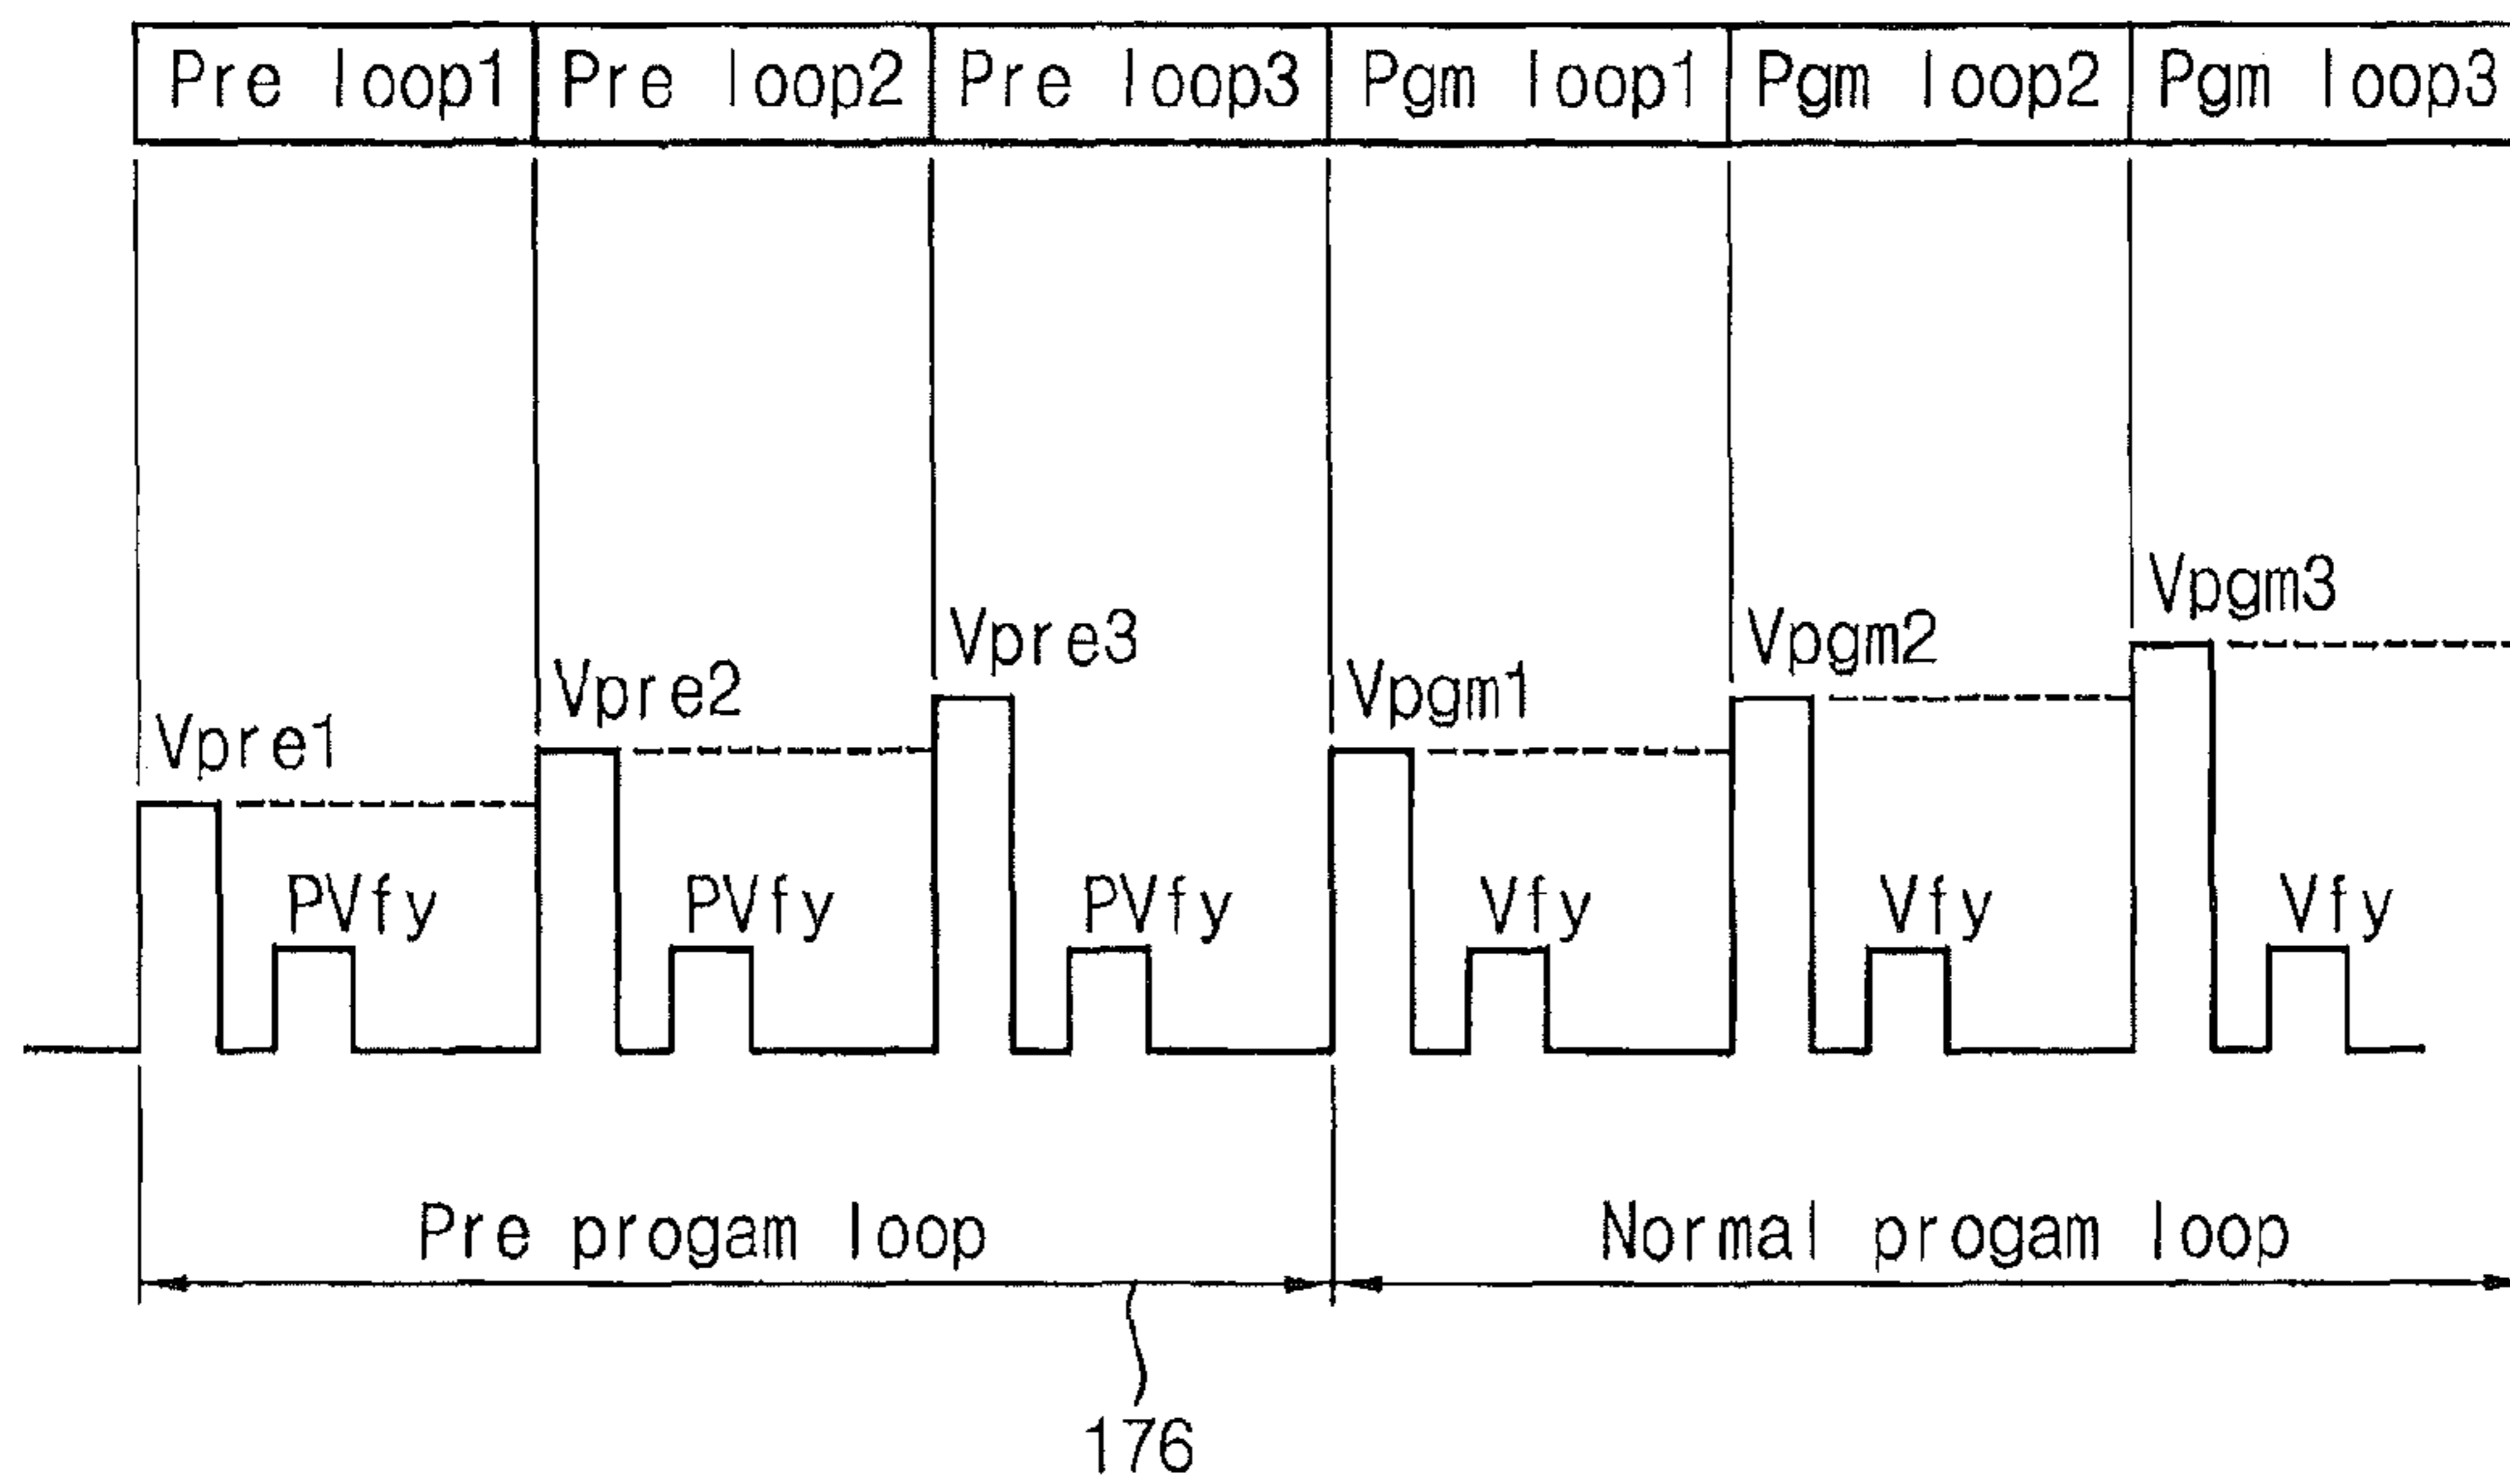 Pre loop1 Pre loop2 Pre loop3 Pgm loop1 Pgm loop2 Pgm loop3
Vpgm3
Vpre3 Vpgm2
Vpre2 Vpgm1
Vpre1
PVfy PVfy PVfy Vfy Vfy Vfy
Pre progam loop Normal progam loop
176